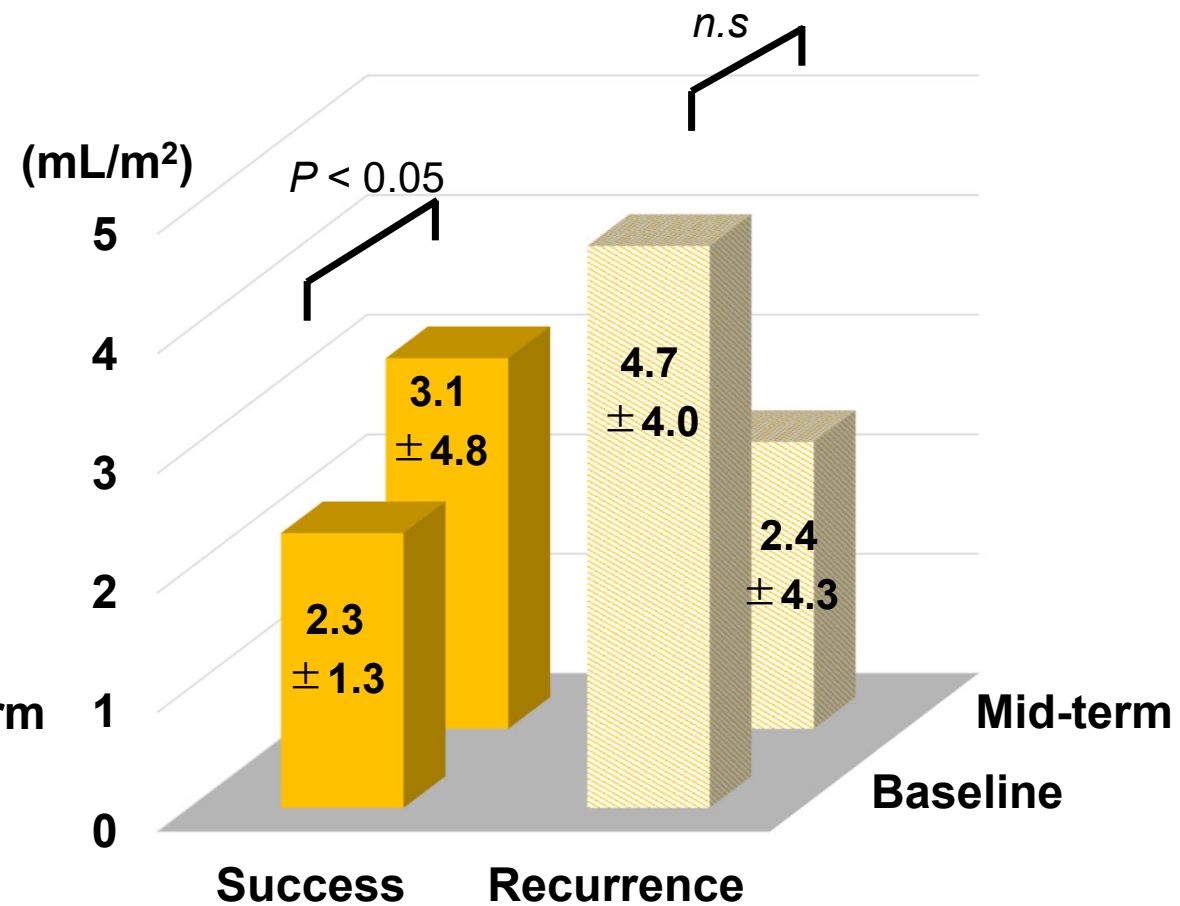 n.s
(mL/m²)
P < 0.05
5
4
3
2
1
0
3.1
±4.8
4.7
±4.0
2.3
±1.3
2.4
±4.3
rm
Mid-term
Baseline
Success
Recurrence